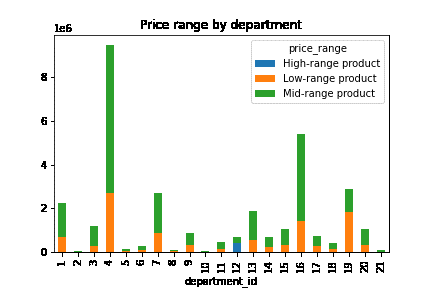 Price range by department
1e6
price_range
High-range product
Low-range product
Mid-range product
8
6
4
2
0
1 2 3 4 5 6 7 8 9 10 11 12 13 14 15 16 17 18 19 20 21
department_id